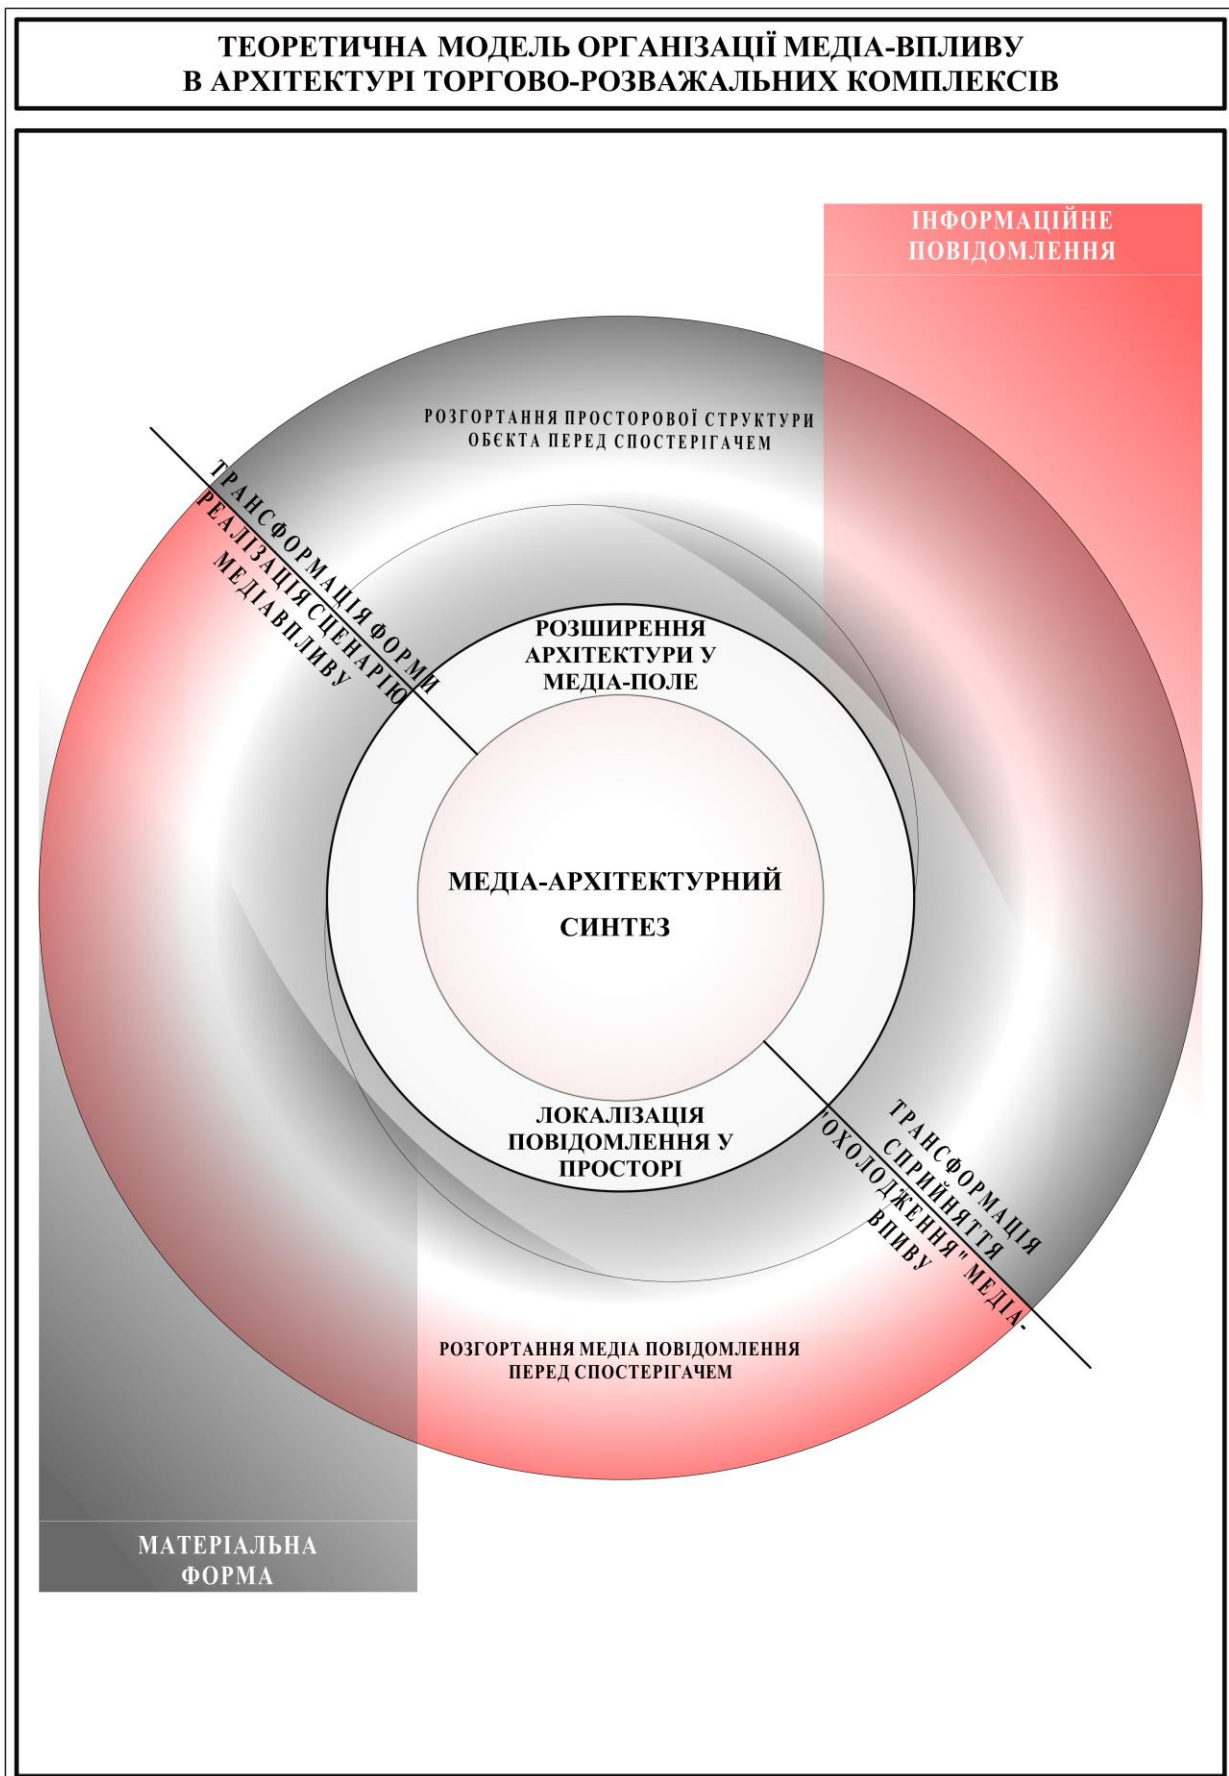 ТЕОРЕТИЧНА МОДЕЛЬ ОРГАНІЗАЦІЇ МЕДІА-ВПЛИВУ
В АРХІТЕКТУРІ ТОРГОВО-РОЗВАЖАЛЬНИХ КОМПЛЕКСІВ
ІНФОРМАЦІЙНЕ
ПОВІДОМЛЕННЯ
РОЗГОРТАННЯ ПРОСТОРОВОЇ СТРУКТУРИ
ОБЄКТА ПЕРЕД СПОСТЕРІГАЧЕМ
ТРАНСФОРМАЦІЯ ФОРМИ
РЕАЛІЗАЦІЯ СЦЕНАРІЮ
МЕДІАВПЛИВУ
РОЗШИРЕННЯ
АРХІТЕКТУРИ У
МЕДІА-ПОЛЕ
МЕДІА-АРХІТЕКТУРНИЙ
СИНТЕЗ
ЛОКАЛІЗАЦІЯ
ПОВІДОМЛЕННЯ У
ПРОСТОРІ
ТРАНСФОРМАЦІЯ
СПРИЙНЯТТЯ
"ОХОЛОДЖЕННЯ" МЕДІА-
ВПИВУ
РОЗГОРТАННЯ МЕДІА ПОВІДОМЛЕННЯ
ПЕРЕД СПОСТЕРІГАЧЕМ
МАТЕРІАЛЬНА
ФОРМА